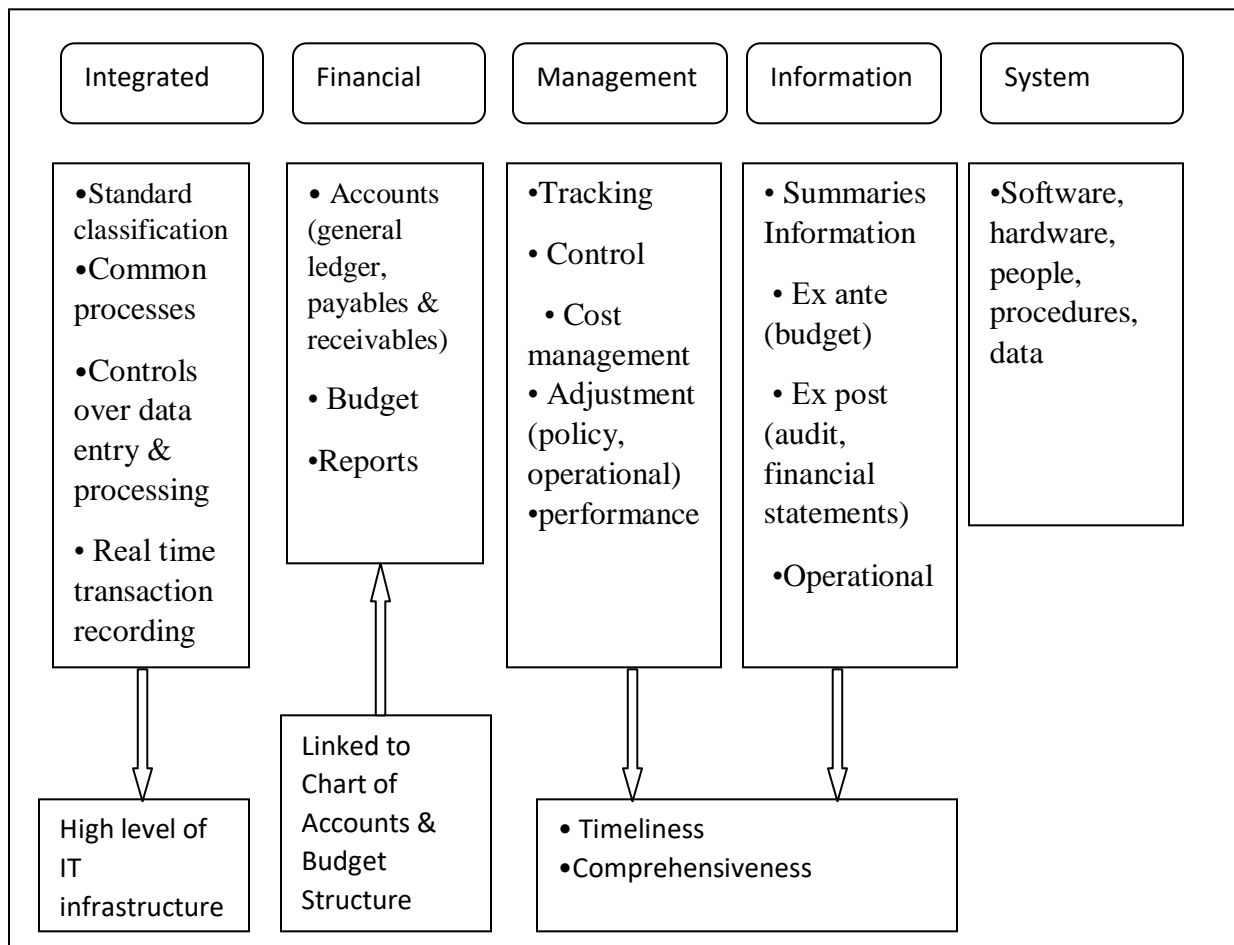 Integrated
Financial
Management
Information
System
•Standard
classification
•Common
processes
•Controls
over data
entry &
processing
• Real time
transaction
recording
• Accounts
(general
ledger,
payables &
receivables)
• Budget
•Reports
•Tracking
• Control
• Cost
management
• Adjustment
(policy,
operational)
•performance
• Summaries
Information
• Ex ante
(budget)
• Ex post
(audit,
financial
statements)
•Operational
•Software,
hardware,
people,
procedures,
data
High level of
IT
infrastructure
Linked to
Chart of
Accounts &
Budget
Structure
• Timeliness
•Comprehensiveness